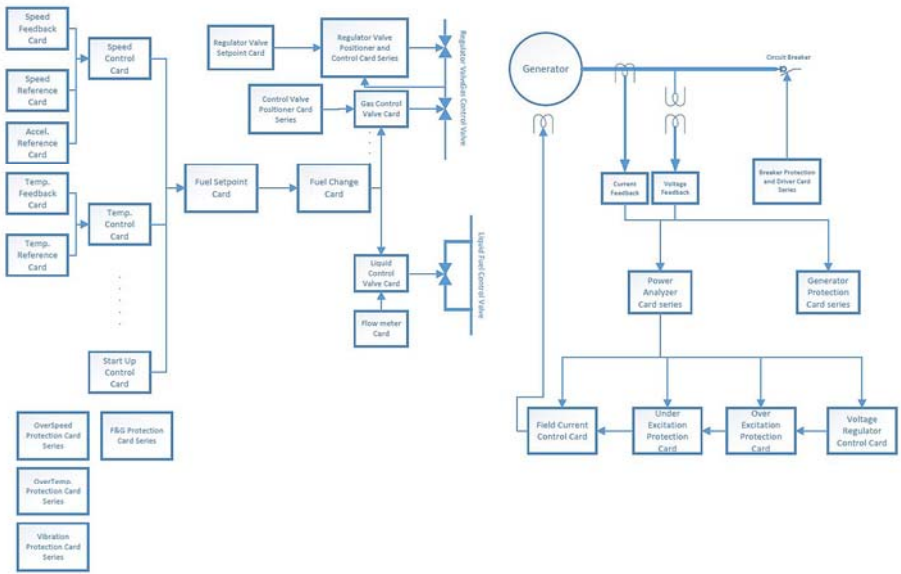 Speed
Feedback
Card
Speed
Reference
Card
Accel.
Reference
Card
Speed
Control
Card
Temp.
Feedback
Card
Temp.
Reference
Card
Temp.
Control
Card
Start Up
Control
Card
Fuel Setpoint
Card
Fuel Change
Card
Regulator Valve
Setpoint Card
Regulator Valve
Positioner and
Control Card Series
Control Valve
Positioner Card
Series
Gas Control
Valve Card
Regulator Valve
Gas Control Valve
Liquid
Control
Valve Card
Flow meter
Card
Liquid Fuel Control Valve
OverSpeed
Protection Card
Series
F&G Protection
Card Series
OverTemp.
Protection Card
Series
Vibration
Protection Card
Series
Generator
Circuit Breaker
Current
Feedback
Voltage
Feedback
Breaker Protection
and Driver Card
Series
Power
Analyzer
Card series
Generator
Protection
Card series
Field Current
Control Card
Under
Excitation
Protection
Card
Over
Excitation
Protection
Card
Voltage
Regulator
Control Card